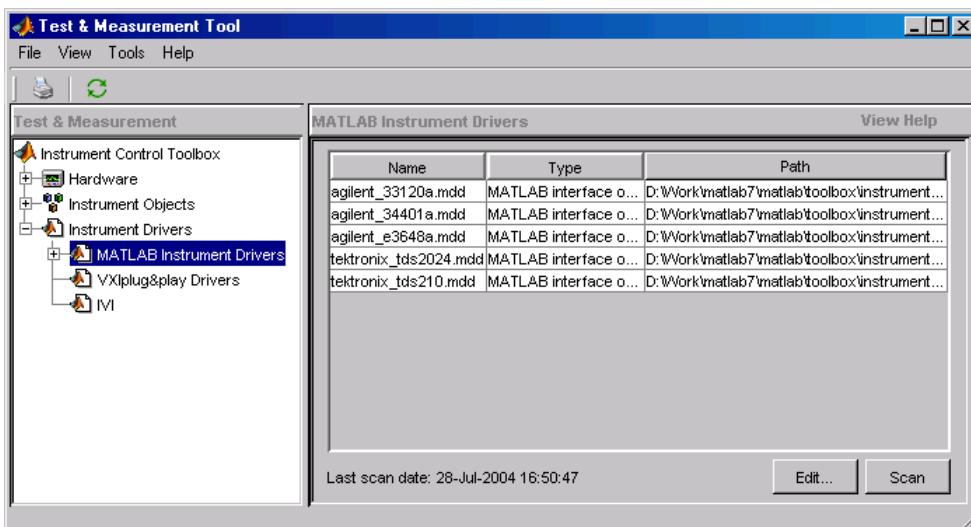 Test & Measurement Tool
File View Tools Help
Test & Measurement
Instrument Control Toolbox
Hardware
Instrument Objects
Instrument Drivers
MATLAB Instrument Drivers
VXIplug&play Drivers
IVI
MATLAB Instrument Drivers View Help
Name Type Path
agilent_33120a.mdd MATLAB interface o... D:\Work\matlab7\matlab\toolbox\instrument...
agilent_34401a.mdd MATLAB interface o... D:\Work\matlab7\matlab\toolbox\instrument...
agilent_e3648a.mdd MATLAB interface o... D:\Work\matlab7\matlab\toolbox\instrument...
tektronix_tds2024.mdd MATLAB interface o... D:\Work\matlab7\matlab\toolbox\instrument...
tektronix_tds210.mdd MATLAB interface o... D:\Work\matlab7\matlab\toolbox\instrument...
Last scan date: 28-Jul-2004 16:50:47 Edit... Scan